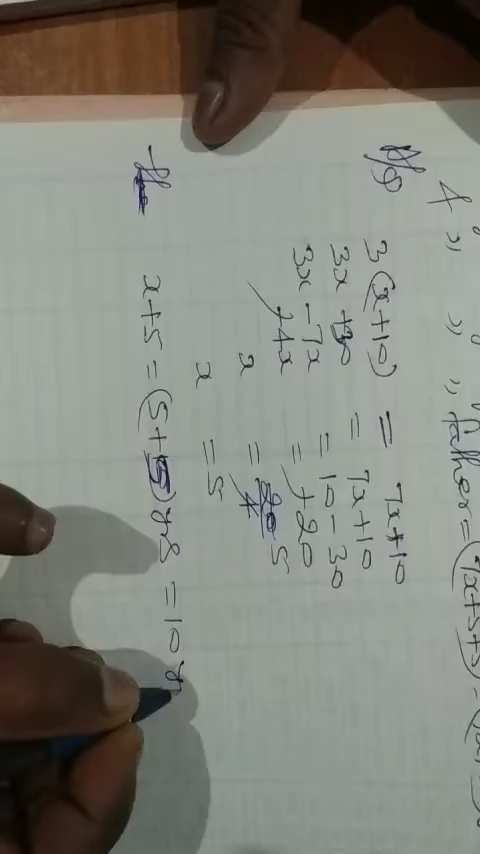 4 " " " father = (7x+5+5) =
A/g 3(x+10) = 7x+10
3x+30 = 7x+10
3x-7x = 10-30
+4x = +20
x = 20/4 5
x = 5
x+5 = (5+5) yrs = 10 y